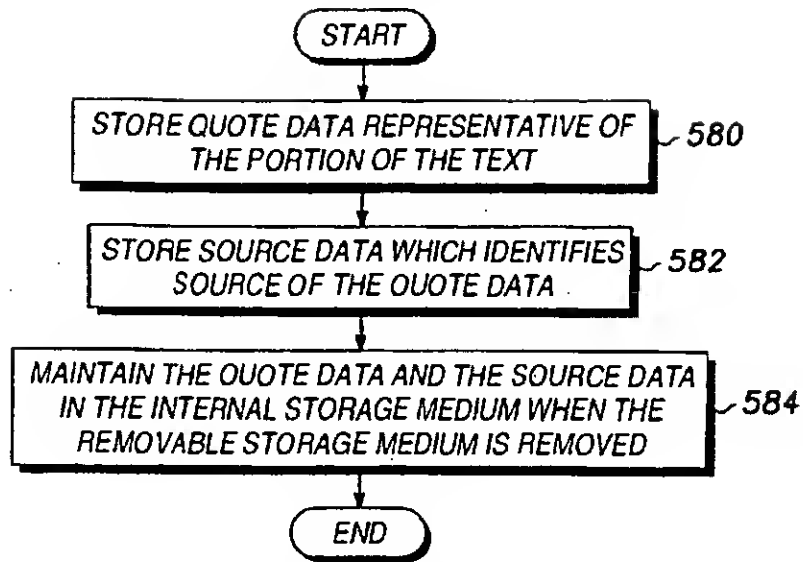 START
STORE QUOTE DATA REPRESENTATIVE OF
THE PORTION OF THE TEXT
580
STORE SOURCE DATA WHICH IDENTIFIES
SOURCE OF THE QUOTE DATA
582
MAINTAIN THE QUOTE DATA AND THE SOURCE DATA
IN THE INTERNAL STORAGE MEDIUM WHEN THE
REMOVABLE STORAGE MEDIUM IS REMOVED
584
END